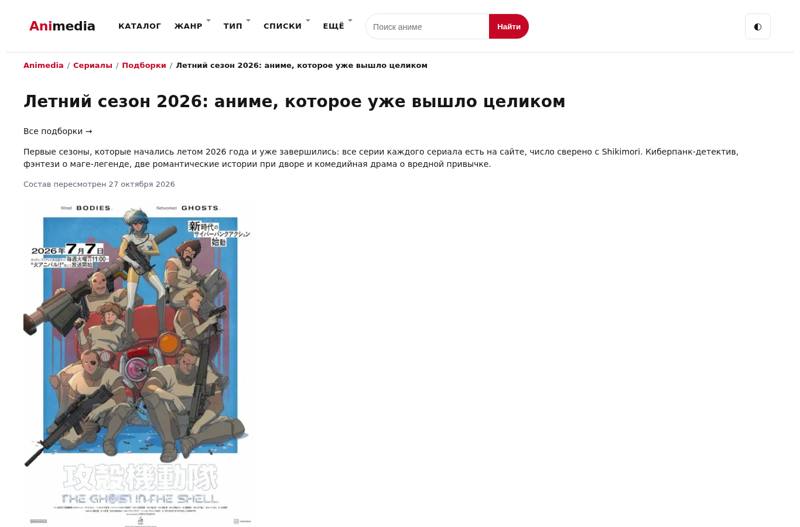 Animedia КАТАЛОГ ЖАНР ТИП СПИСКИ ЕЩЁ Поиск аниме Найти
Animedia / Сериалы / Подборки / Летний сезон 2026: аниме, которое уже вышло целиком
Летний сезон 2026: аниме, которое уже вышло целиком
Все подборки →
Первые сезоны, которые начались летом 2026 года и уже завершились: все серии каждого сериала есть на сайте, число сверено с Shikimori. Киберпанк-детектив,
фэнтези о маге-легенде, две романтические истории при дворе и комедийная драма о вредной привычке.
Состав пересмотрен 27 октября 2026
BODIES. Networked GHOSTS.
新時代の
サイバーパンクアクション
始動
2026年7月7日
攻殻機動隊
THE GHOST IN THE SHELL